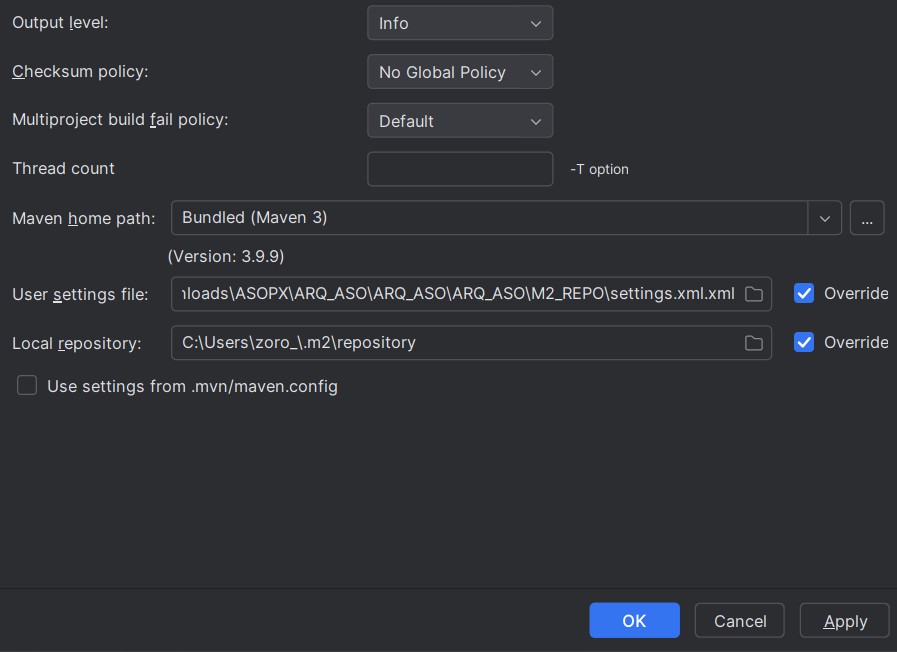 Output level: Info
Checksum policy: No Global Policy
Multiproject build fail policy: Default
Thread count -T option
Maven home path: Bundled (Maven 3) ...
(Version: 3.9.9)
User settings file: loads\ASOPX\ARQ_ASO\ARQ_ASO\ARQ_ASO\M2_REPO\settings.xml.xml Override
Local repository: C:\Users\zoro_\.m2\repository Override
Use settings from .mvn/maven.config
OK Cancel Apply